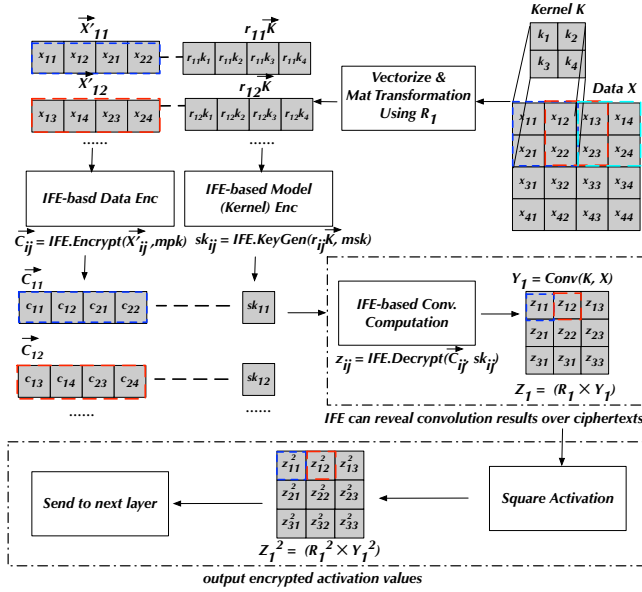 Kernel K
k1 k2
k3 k4
Data X
x11 x12 x13 x14
x21 x22 x23 x24
x31 x32 x33 x34
x41 x42 x43 x44
Vectorize &
Mat Transformation
Using R1
X'11
r11K
x11 x12 x21 x22
r11k1 r11k2 r11k3 r11k4
X'12
r12K
x13 x14 x23 x24
r12k1 r12k2 r12k3 r12k4
......
......
IFE-basd Data Enc
IFE-based Model
(Kernel) Enc
Cij = IFE.Encrypt(X'ij ,mpk)
skij = IFE.KeyGen(rijK, msk)
C11
c11 c12 c21 c22
sk11
C12
c13 c14 c23 c24
sk12
......
......
IFE-based Conv.
Computation
zij = IFE.Decrypt(Cij, skij)
Y1 = Conv(K, X)
z11 z12 z13
z21 z22 z23
z31 z31 z33
Z1 = (R1 × Y1)
IFE can reveal convolution results over ciphertexts
Square Activation
z11² z12² z13²
z21² z22² z23²
z31² z32² z33²
Z1² = (R1² × Y1²)
Send to next layer
output encrypted activation values